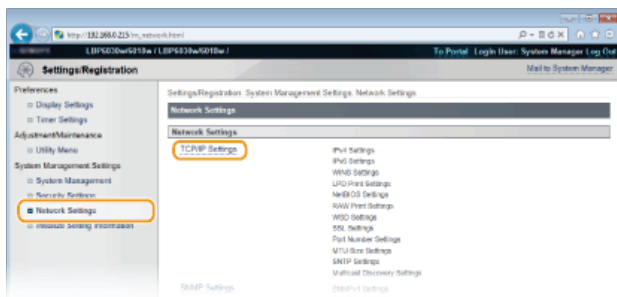 http://192.168.0.215/m_network.html
LBP6030w/6018w / LBP6030w/6018w /
To Portal Login User: System Manager Log Out
Settings/Registration
Mail to System Manager
Preferences
Display Settings
Timer Settings
Adjustment/Maintenance
Utility Menu
System Management Settings
System Management
Security Settings
Network Settings
Initialize Setting Information
Settings/Registration: System Management Settings: Network Settings
Network Settings
Network Settings
TCP/IP Settings
IPv4 Settings
IPv6 Settings
WINS Settings
LPD Print Settings
NetBIOS Settings
RAW Print Settings
WSD Settings
SSL Settings
Port Number Settings
MTU Size Settings
SNTP Settings
Multicast Discovery Settings
SNMP Settings
SNMPv1 Settings